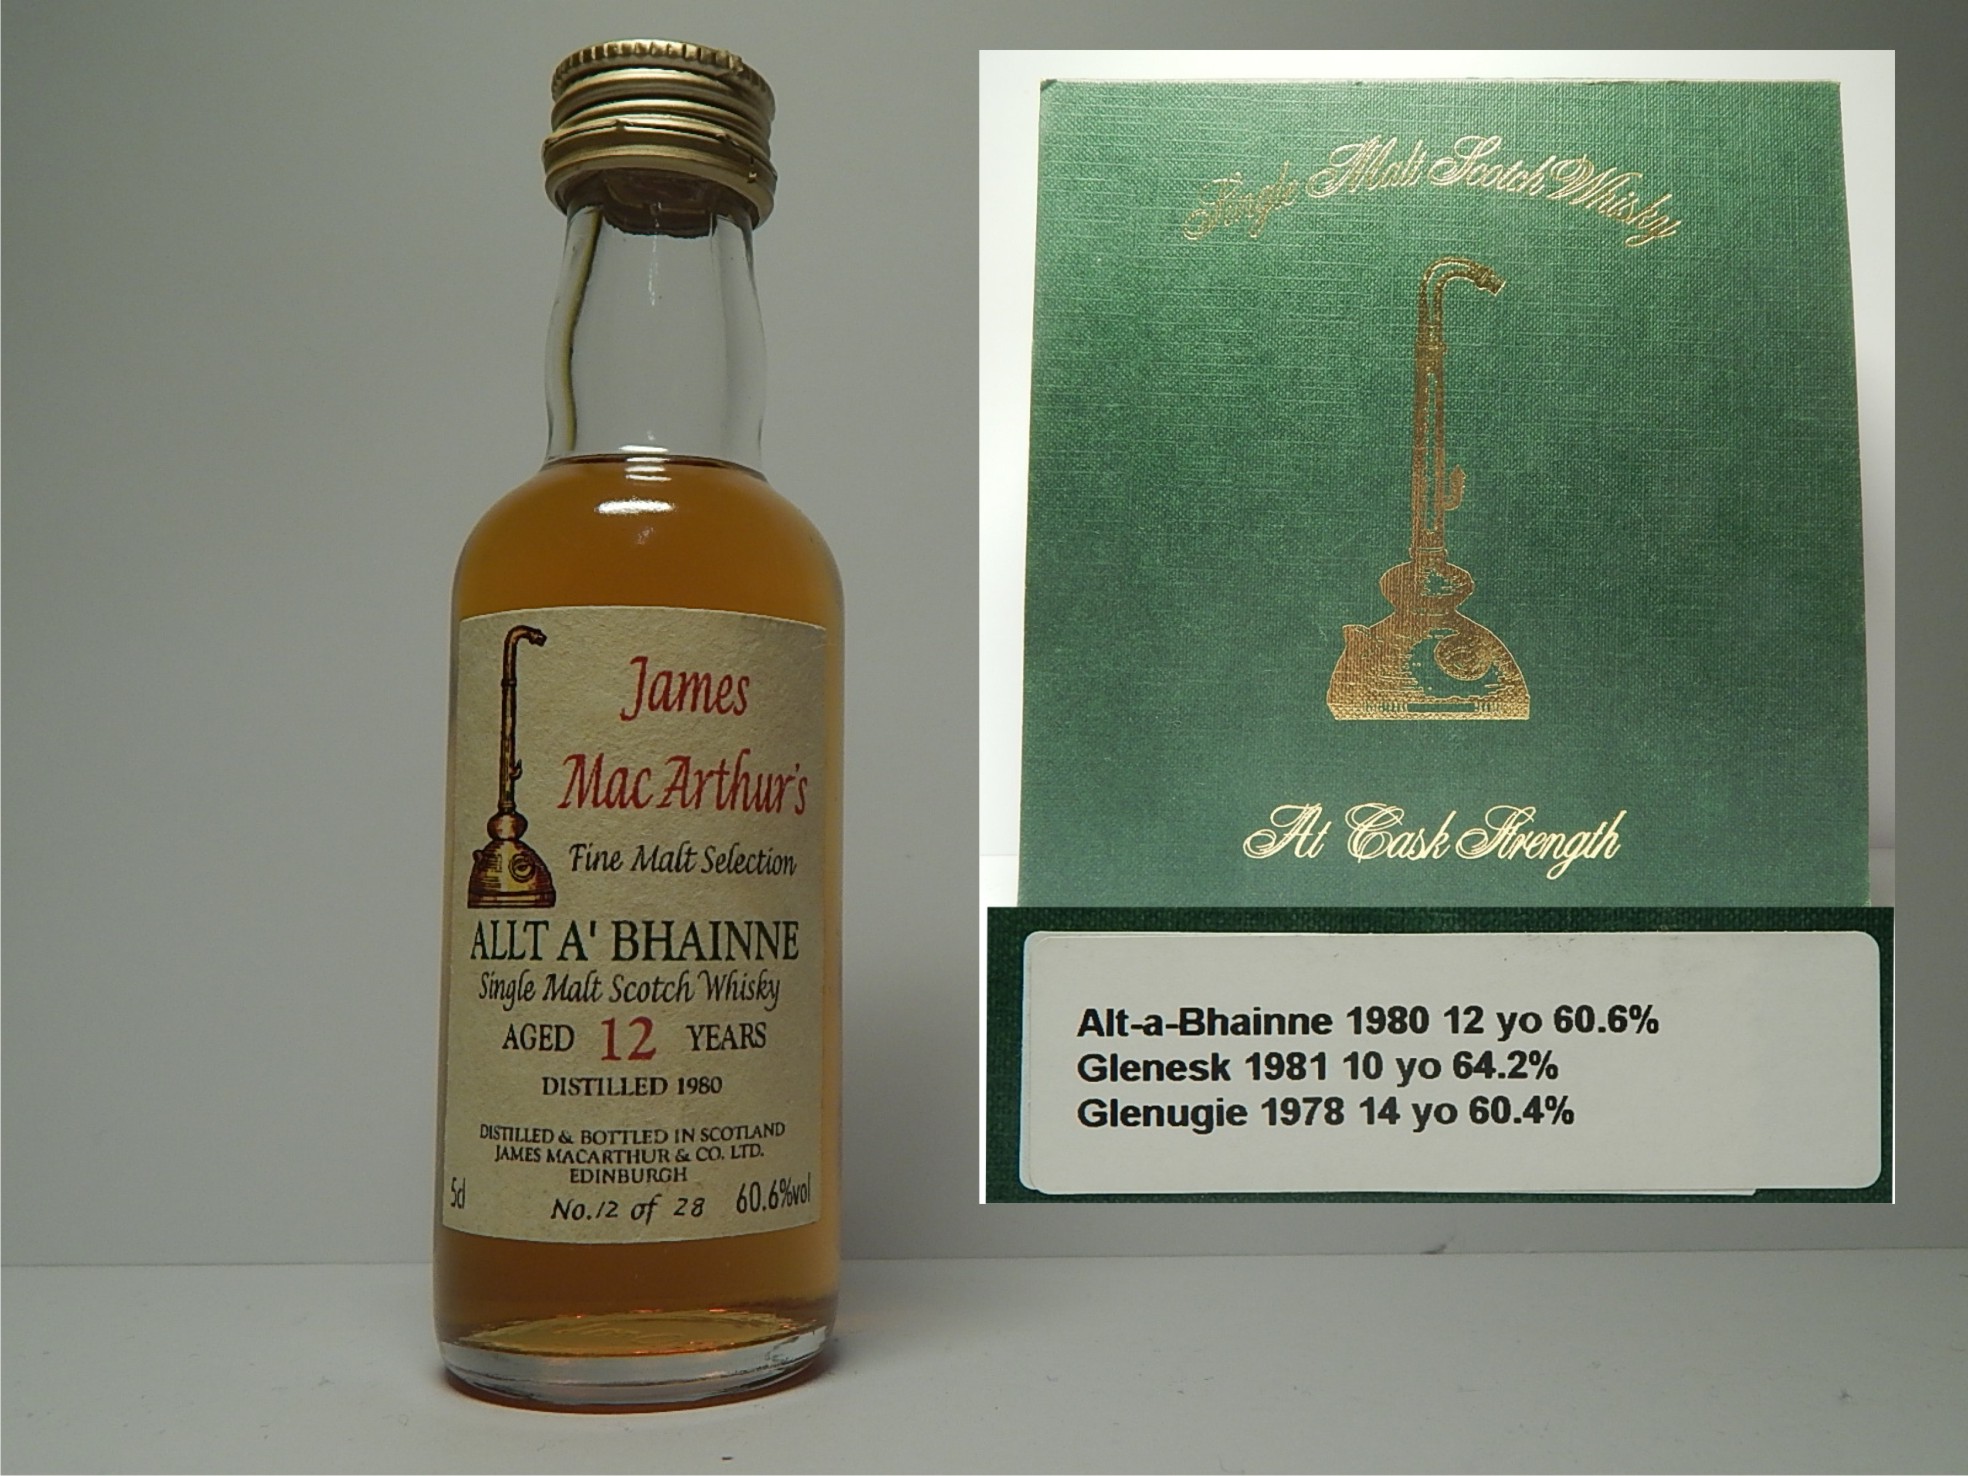 James
Mac Arthur's
Fine Malt Selection
ALLT A' BHAINNE
Single Malt Scotch Whisky
AGED 12 YEARS
DISTILLED 1980
DISTILLED & BOTTLED IN SCOTLAND
JAMES MACARTHUR & CO. LTD.
EDINBURGH
5cl No.12 of 28 60.6%vol
Single Malt Scotch Whisky
At Cask Strength
Alt-a-Bhainne 1980 12 yo 60.6%
Glenesk 1981 10 yo 64.2%
Glenugie 1978 14 yo 60.4%